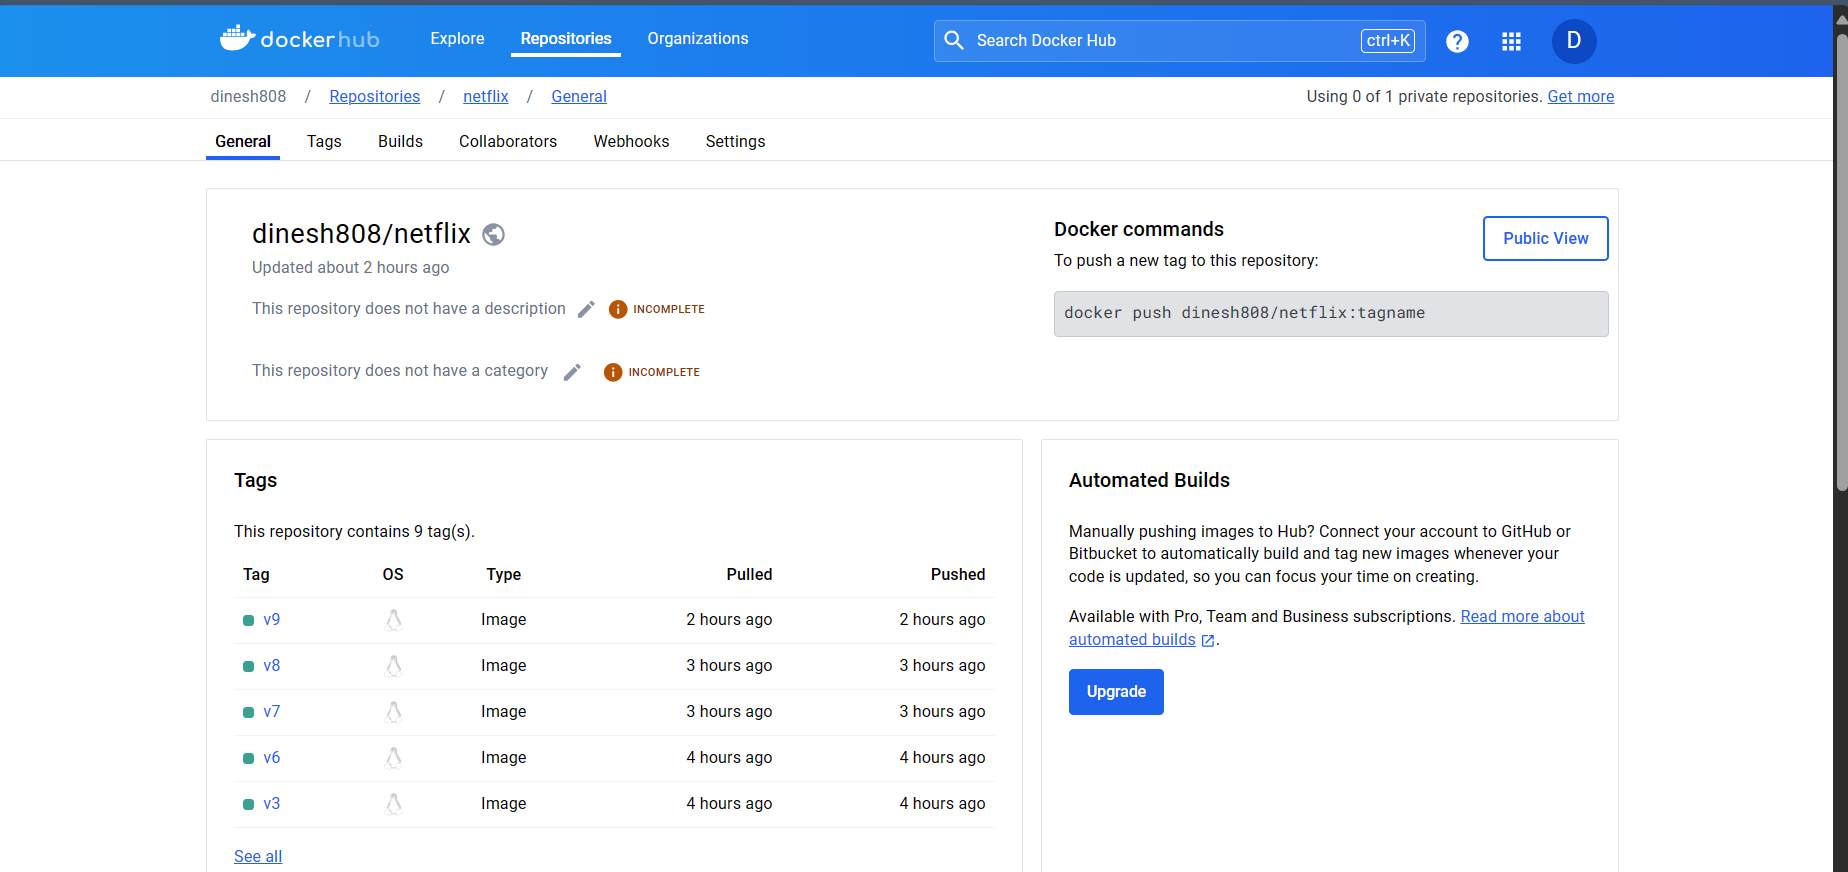 dockerhub Explore Repositories Organizations Search Docker Hub ctrl+K ? D
dinesh808 / Repositories / netflix / General Using 0 of 1 private repositories. Get more
General Tags Builds Collaborators Webhooks Settings
dinesh808/netflix
Updated about 2 hours ago
This repository does not have a description INCOMPLETE
This repository does not have a category INCOMPLETE
Docker commands
Public View
To push a new tag to this repository:
docker push dinesh808/netflix:tagname
Tags
This repository contains 9 tag(s).
Tag OS Type Pulled Pushed
v9 Image 2 hours ago 2 hours ago
v8 Image 3 hours ago 3 hours ago
v7 Image 3 hours ago 3 hours ago
v6 Image 4 hours ago 4 hours ago
v3 Image 4 hours ago 4 hours ago
See all
Automated Builds
Manually pushing images to Hub? Connect your account to GitHub or
Bitbucket to automatically build and tag new images whenever your
code is updated, so you can focus your time on creating.
Available with Pro, Team and Business subscriptions. Read more about
automated builds .
Upgrade